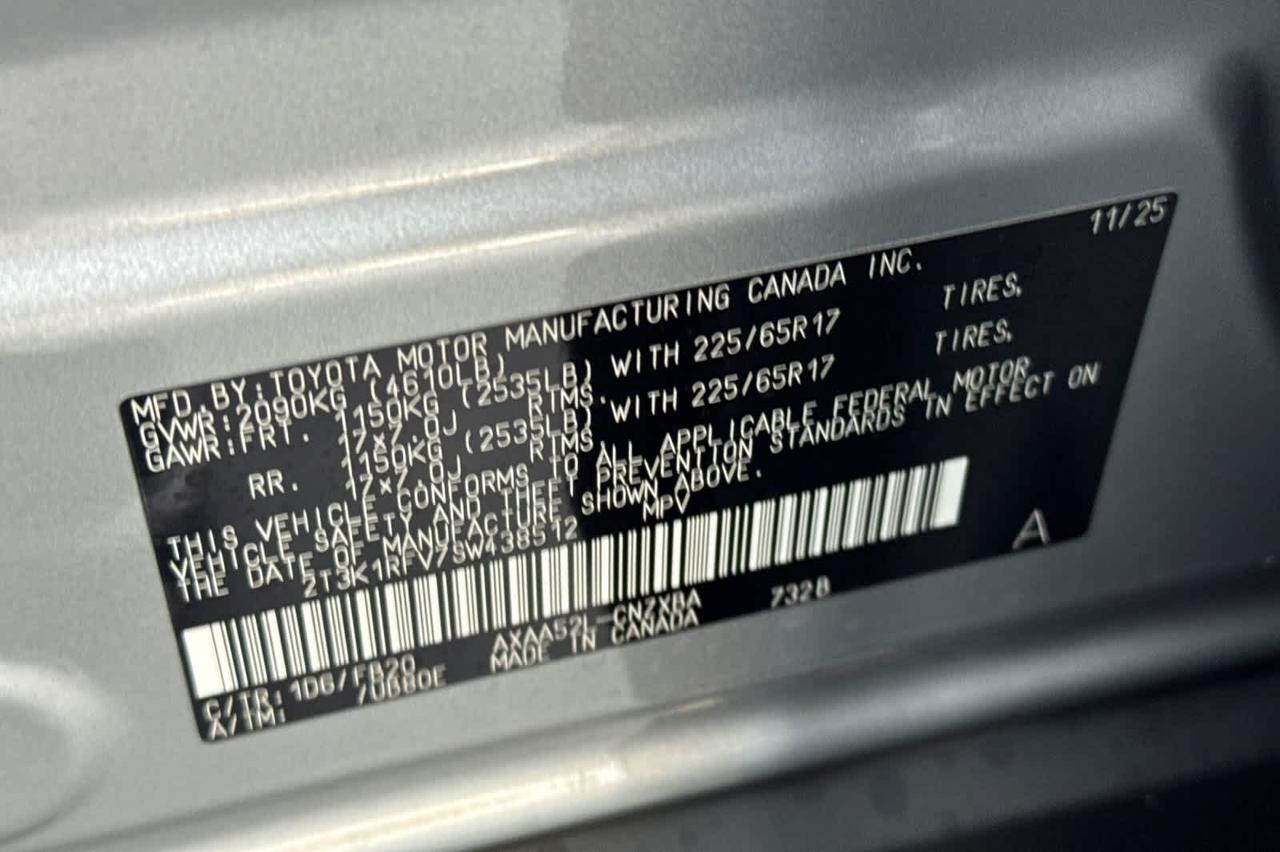 MFD. BY: TOYOTA MOTOR MANUFACTURING CANADA INC. 11/25
GVWR: 2090KG (4610LB)
GAWR: FRT. 1150KG (2535LB) WITH 225/65R17 TIRES,
17x7.0J RIMS.
RR. 1150KG (2535LB) WITH 225/65R17 TIRES,
17x7.0J RIMS.
THIS VEHICLE CONFORMS TO ALL APPLICABLE FEDERAL MOTOR
VEHICLE SAFETY AND THEFT PREVENTION STANDARDS IN EFFECT ON
THE DATE OF MANUFACTURE SHOWN ABOVE.
2T3K1RFV7SW438512 MPV
A
C/TR: 1D6/FB20 AXAA52L-CNZXBA 7328
A/TM: /UB80E MADE IN CANADA